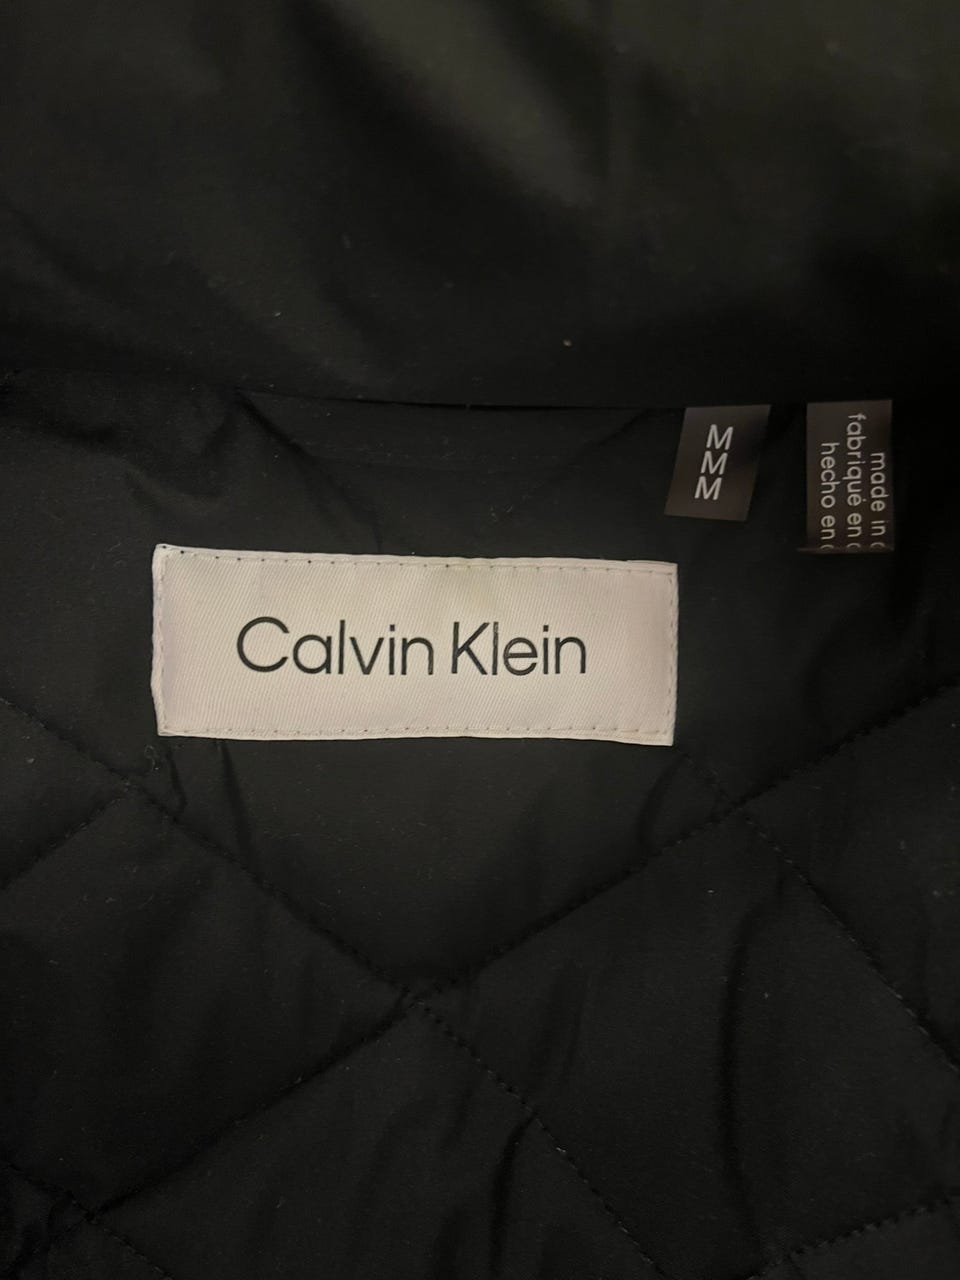 M
M
M
made in
fabriqué en
hecho en
Calvin Klein